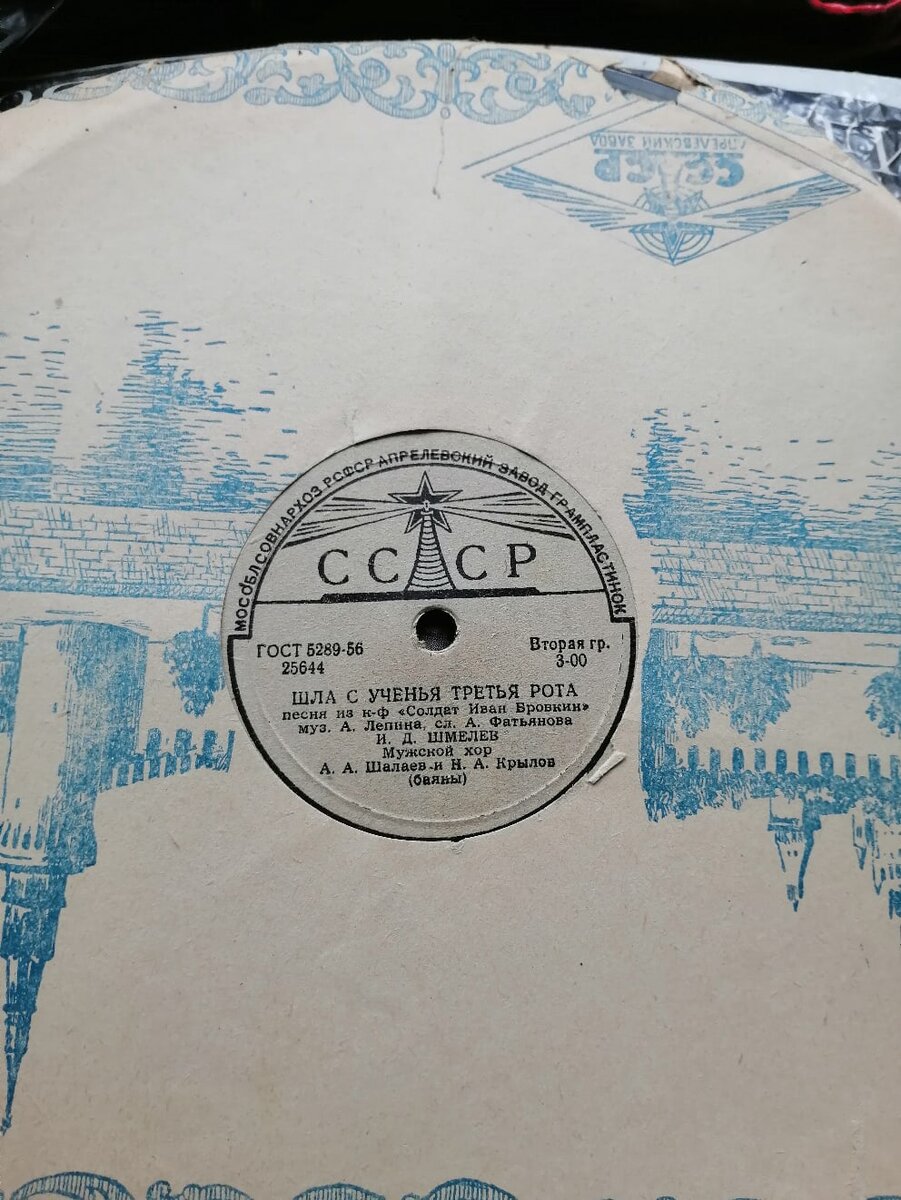 АПРЕЛЕВСКИЙ ЗАВОД
СССР
МОСОБЛСОВНАРХОЗ РСФСР АПРЕЛЕВСКИЙ ЗАВОД ГРАМПЛАСТИНОК
СССР
ГОСТ 5289-56
25644
Вторая гр.
3-00
ШЛА С УЧЕНЬЯ ТРЕТЬЯ РОТА
песня из к-ф «Солдат Иван Бровкин»
муз. А. Лепина, сл. А. Фатьянова
И. Д. ШМЕЛЕВ
Мужской хор
А. А. Шалаев и Н. А. Крылов
(баяны)